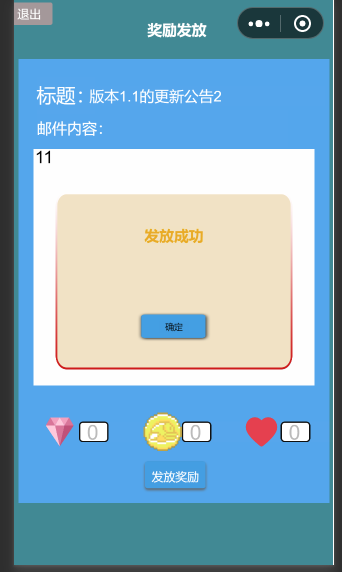 退出
奖励发放
标题：版本1.1的更新公告2
邮件内容：
11
发放成功
确定
0 0 0
发放奖励